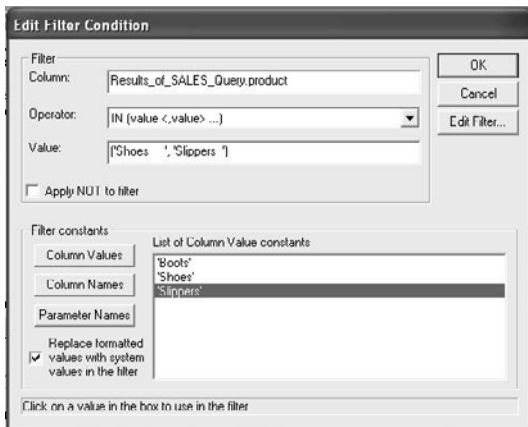 Edit Filter Condition
Filter
Column:
Results_of_SALES_Query.product
Operator:
IN (value <,value> ...)
Value:
('Shoes     ', 'Slippers  ')
Apply NOT to filter
OK
Cancel
Edit Filter...
Filter constants
Column Values
Column Names
Parameter Names
Replace formatted
values with system
values in the filter
List of Column Value constants
'Boots'
'Shoes'
'Slippers'
Click on a value in the box to use in the filter